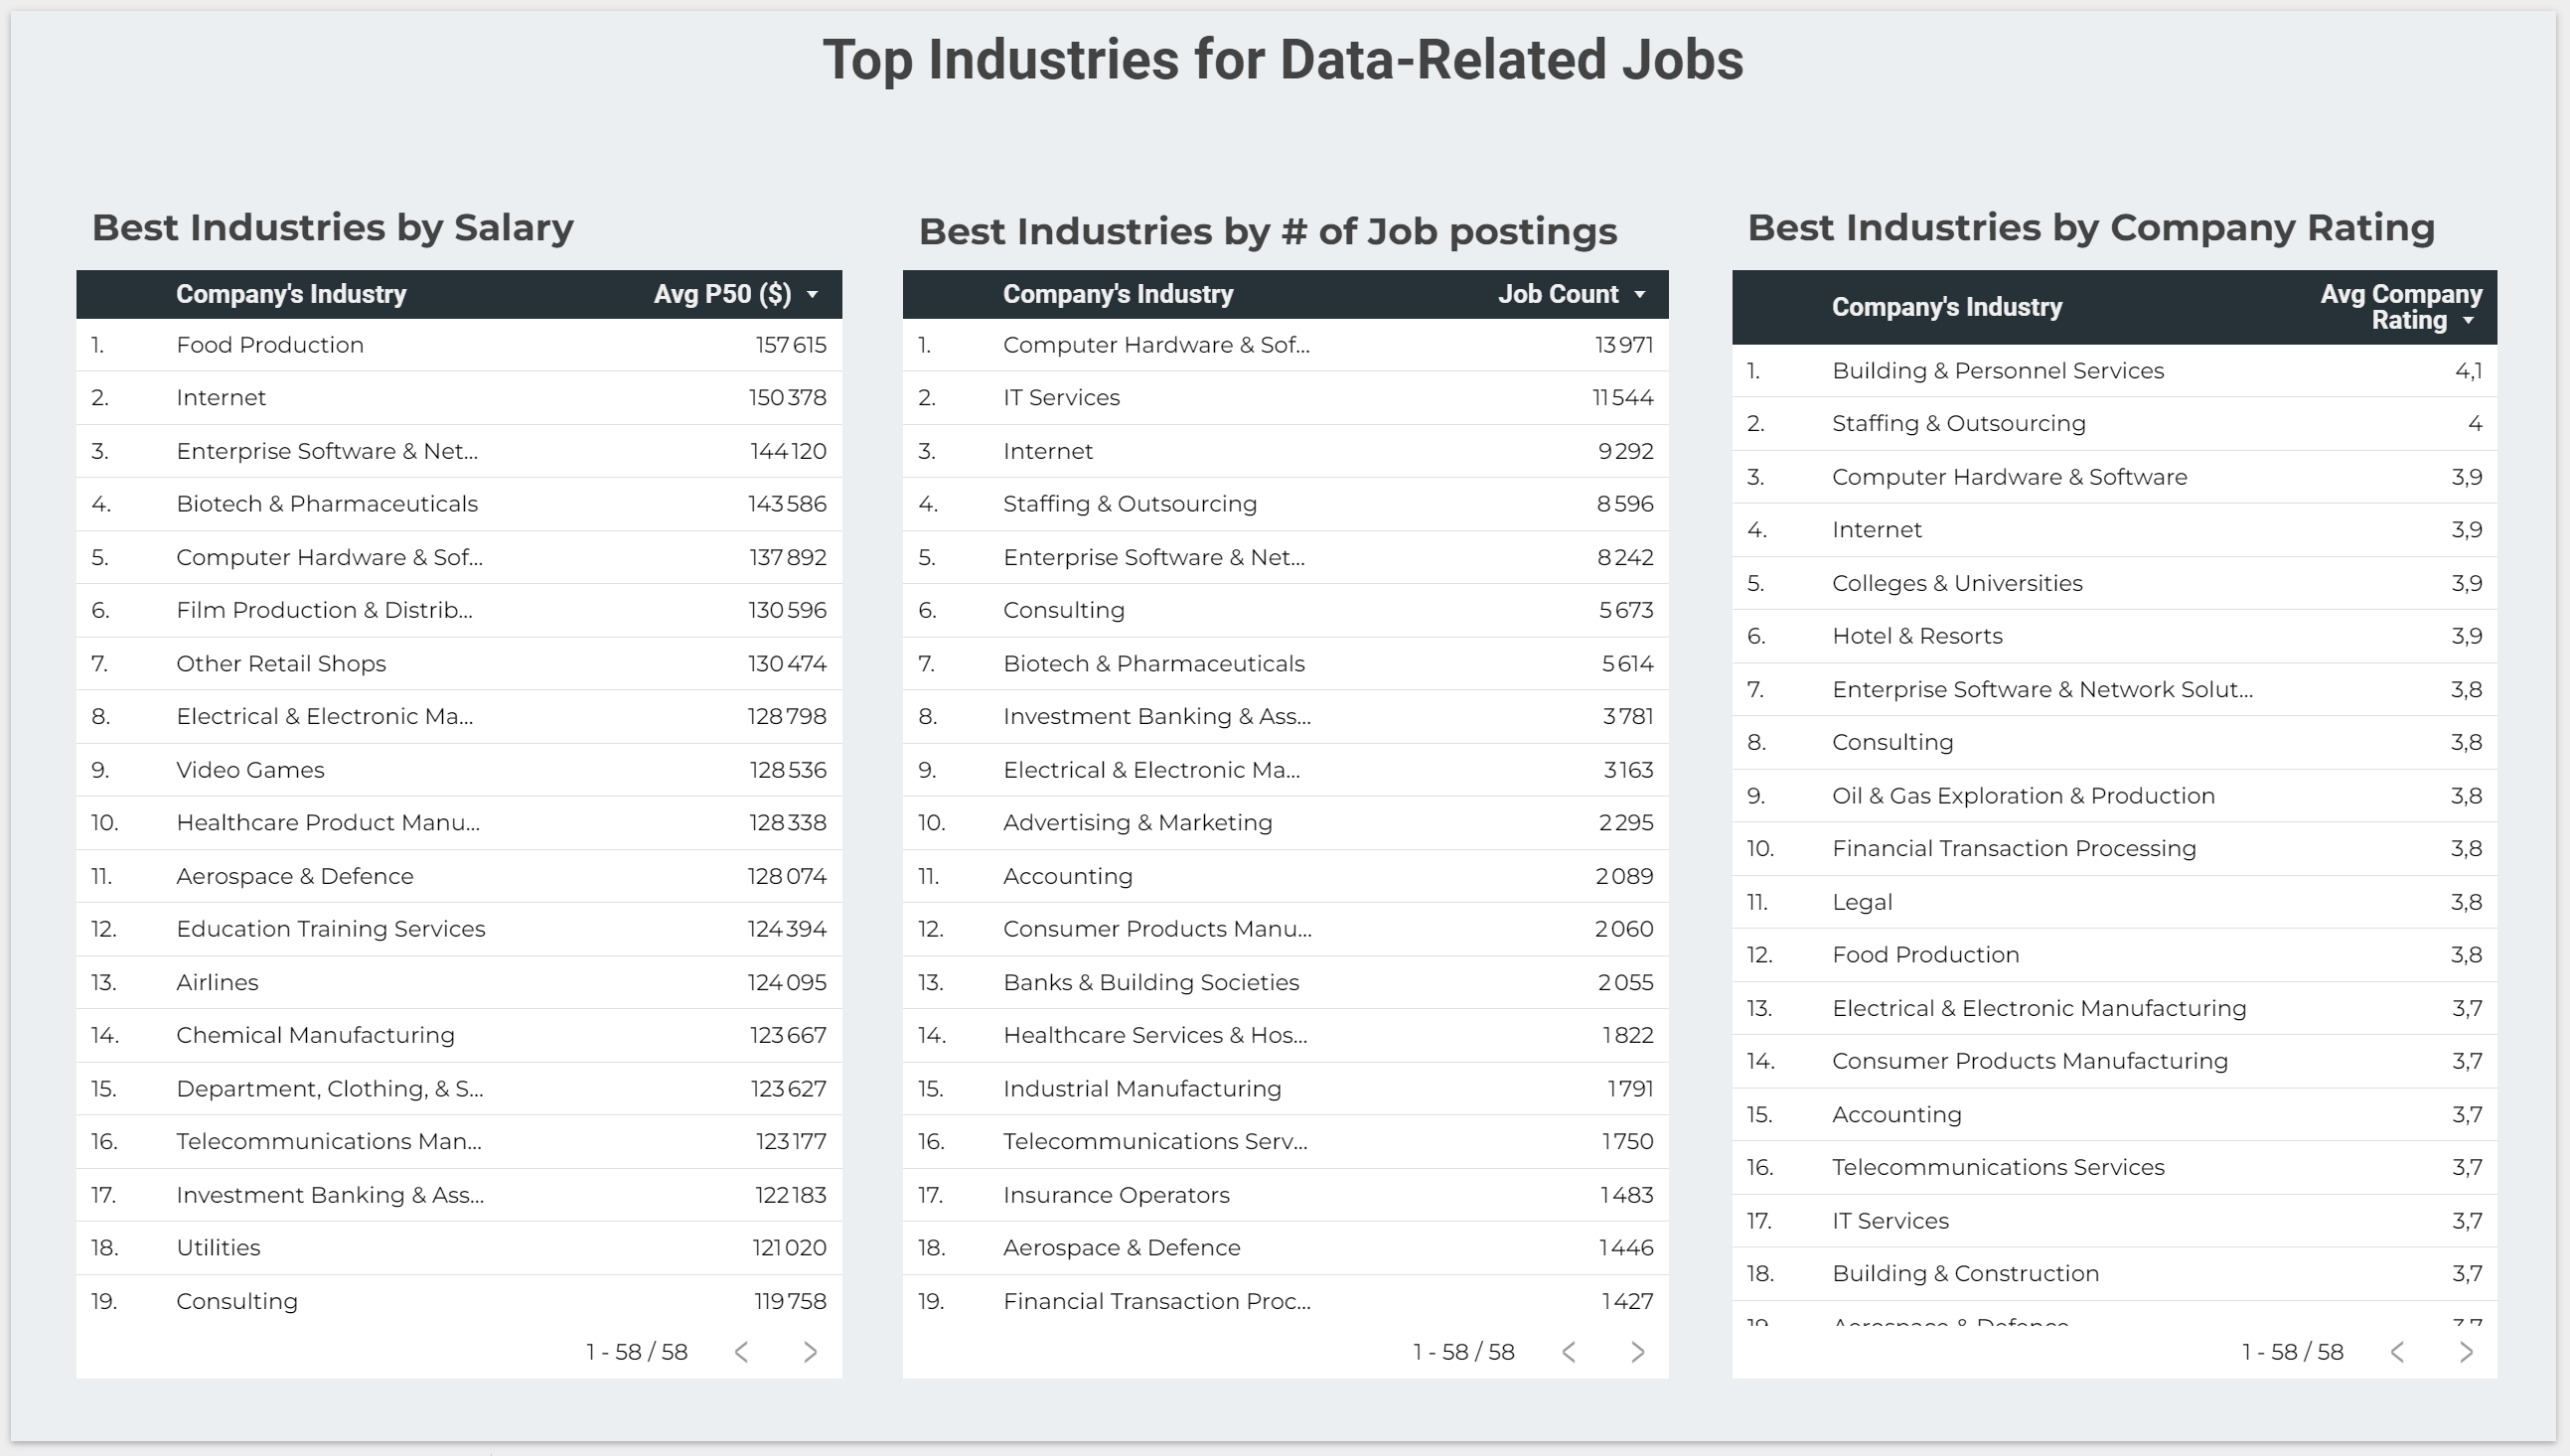 Top Industries for Data-Related Jobs
Best Industries by Salary
Company's Industry Avg P50 ($)
1. Food Production 157 615
2. Internet 150 378
3. Enterprise Software & Net... 144 120
4. Biotech & Pharmaceuticals 143 586
5. Computer Hardware & Sof... 137 892
6. Film Production & Distrib... 130 596
7. Other Retail Shops 130 474
8. Electrical & Electronic Ma... 128 798
9. Video Games 128 536
10. Healthcare Product Manu... 128 338
11. Aerospace & Defence 128 074
12. Education Training Services 124 394
13. Airlines 124 095
14. Chemical Manufacturing 123 667
15. Department, Clothing, & S... 123 627
16. Telecommunications Man... 123 177
17. Investment Banking & Ass... 122 183
18. Utilities 121 020
19. Consulting 119 758
1 - 58 / 58 < >
Best Industries by # of Job postings
Company's Industry Job Count
1. Computer Hardware & Sof... 13 971
2. IT Services 11 544
3. Internet 9 292
4. Staffing & Outsourcing 8 596
5. Enterprise Software & Net... 8 242
6. Consulting 5 673
7. Biotech & Pharmaceuticals 5 614
8. Investment Banking & Ass... 3 781
9. Electrical & Electronic Ma... 3 163
10. Advertising & Marketing 2 295
11. Accounting 2 089
12. Consumer Products Manu... 2 060
13. Banks & Building Societies 2 055
14. Healthcare Services & Hos... 1 822
15. Industrial Manufacturing 1 791
16. Telecommunications Serv... 1 750
17. Insurance Operators 1 483
18. Aerospace & Defence 1 446
19. Financial Transaction Proc... 1 427
1 - 58 / 58 < >
Best Industries by Company Rating
Company's Industry Avg Company
Rating
1. Building & Personnel Services 4,1
2. Staffing & Outsourcing 4
3. Computer Hardware & Software 3,9
4. Internet 3,9
5. Colleges & Universities 3,9
6. Hotel & Resorts 3,9
7. Enterprise Software & Network Solut... 3,8
8. Consulting 3,8
9. Oil & Gas Exploration & Production 3,8
10. Financial Transaction Processing 3,8
11. Legal 3,8
12. Food Production 3,8
13. Electrical & Electronic Manufacturing 3,7
14. Consumer Products Manufacturing 3,7
15. Accounting 3,7
16. Telecommunications Services 3,7
17. IT Services 3,7
18. Building & Construction 3,7
19. Aerospace & Defence 3,7
1 - 58 / 58 < >